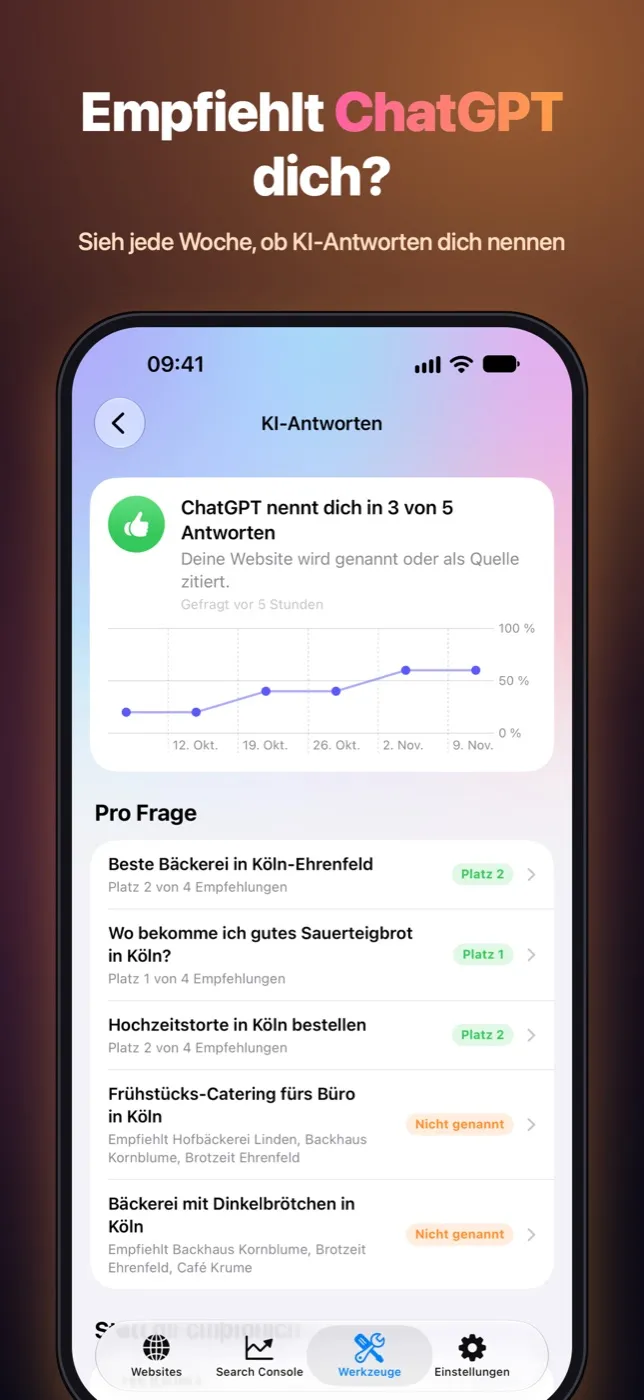 Empfiehlt ChatGPT
dich?
Sieh jede Woche, ob KI-Antworten dich nennen
09:41
KI-Antworten
ChatGPT nennt dich in 3 von 5
Antworten
Deine Website wird genannt oder als Quelle
zitiert.
Gefragt vor 5 Stunden
100 %
50 %
0 %
12. Okt. 19. Okt. 26. Okt. 2. Nov. 9. Nov.
Pro Frage
Beste Bäckerei in Köln-Ehrenfeld
Platz 2 von 4 Empfehlungen
Platz 2
Wo bekomme ich gutes Sauerteigbrot
in Köln?
Platz 1 von 4 Empfehlungen
Platz 1
Hochzeitstorte in Köln bestellen
Platz 2 von 4 Empfehlungen
Platz 2
Frühstücks-Catering fürs Büro
in Köln
Empfiehlt Hofbäckerei Linden, Backhaus
Kornblume, Brotzeit Ehrenfeld
Nicht genannt
Bäckerei mit Dinkelbrötchen in
Köln
Empfiehlt Backhaus Kornblume, Brotzeit
Ehrenfeld, Café Krume
Nicht genannt
Websites Search Console Werkzeuge Einstellungen